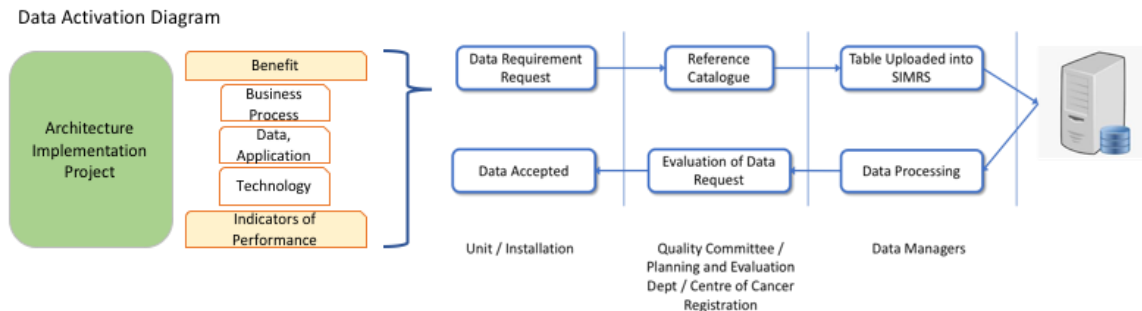 Data Activation Diagram
Architecture
Implementation
Project
Benefit
Business
Process
Data,
Application
Technology
Indicators of
Performance
Data Requirement
Request
Reference
Catalogue
Table Uploaded into
SIMRS
Data Accepted
Evaluation of Data
Request
Data Processing
Unit / Installation
Quality Committee /
Planning and Evaluation
Dept / Centre of Cancer
Registration
Data Managers